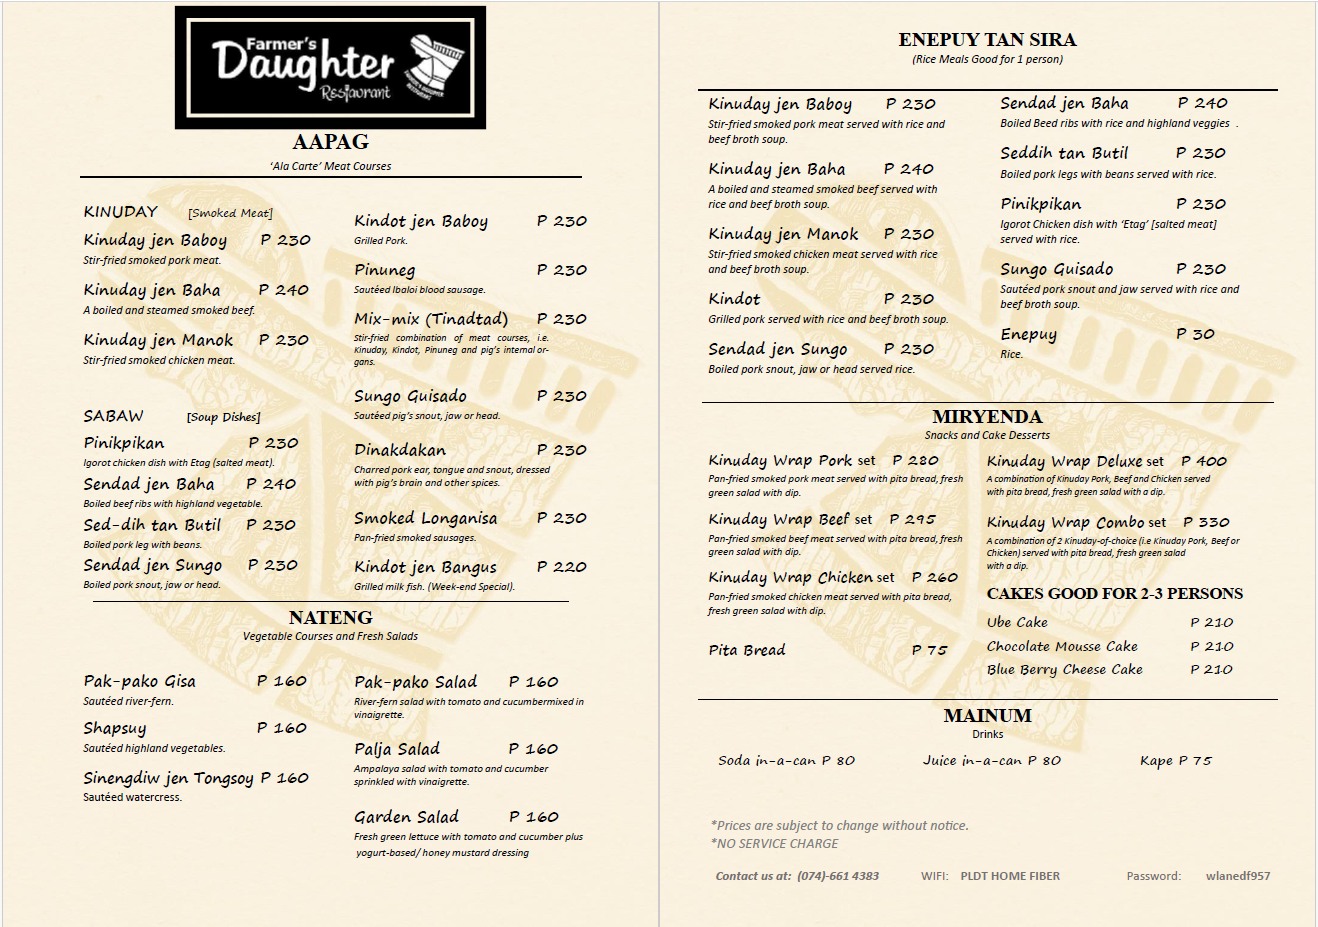 Farmer's
Daughter
Restaurant
AAPAG
'Ala Carte' Meat Courses
KINUDAY [Smoked Meat]
Kinuday jen Baboy P 230
Stir-fried smoked pork meat.
Kinuday jen Baha P 240
A boiled and steamed smoked beef.
Kinuday jen Manok P 230
Stir-fried smoked chicken meat.
SABAW [Soup Dishes]
Pinikpikan P 230
Igorot chicken dish with Etag (salted meat).
Sendad jen Baha P 240
Boiled beef ribs with highland vegetable.
Sed-dih tan Butil P 230
Boiled pork leg with beans.
Sendad jen Sungo P 230
Boiled pork snout, jaw or head.
Kindot jen Baboy P 230
Grilled Pork.
Pinuneg P 230
Sautéed Ibaloi blood sausage.
Mix-mix (Tinadtad) P 230
Stir-fried combination of meat courses, i.e.
Kinuday, Kindot, Pinuneg and pig's internal or-
gans.
Sungo Guisado P 230
Sautéed pig's snout, jaw or head.
Dinakdakan P 230
Charred pork ear, tongue and snout, dressed
with pig's brain and other spices.
Smoked Longanisa P 230
Pan-fried smoked sausages.
Kindot jen Bangus P 220
Grilled milk fish. (Week-end Special).
NATENG
Vegetable Courses and Fresh Salads
Pak-pako Gisa P 160
Sautéed river-fern.
Shapsuy P 160
Sautéed highland vegetables.
Sinengdiw jen Tongsoy P 160
Sautéed watercress.
Pak-pako Salad P 160
River-fern salad with tomato and cucumbermixed in
vinaigrette.
Palja Salad P 160
Ampalaya salad with tomato and cucumber
sprinkled with vinaigrette.
Garden Salad P 160
Fresh green lettuce with tomato and cucumber plus
yogurt-based/ honey mustard dressing
ENEPUY TAN SIRA
(Rice Meals Good for 1 person)
Kinuday jen Baboy P 230
Stir-fried smoked pork meat served with rice and
beef broth soup.
Kinuday jen Baha P 240
A boiled and steamed smoked beef served with
rice and beef broth soup.
Kinuday jen Manok P 230
Stir-fried smoked chicken meat served with rice
and beef broth soup.
Kindot P 230
Grilled pork served with rice and beef broth soup.
Sendad jen Sungo P 230
Boiled pork snout, jaw or head served rice.
Sendad jen Baha P 240
Boiled Beed ribs with rice and highland veggies .
Seddih tan Butil P 230
Boiled pork legs with beans served with rice.
Pinikpikan P 230
Igorot Chicken dish with 'Etag' [salted meat]
served with rice.
Sungo Guisado P 230
Sautéed pork snout and jaw served with rice and
beef broth soup.
Enepuy P 30
Rice.
MIRYENDA
Snacks and Cake Desserts
Kinuday Wrap Pork set P 280
Pan-fried smoked pork meat served with pita bread, fresh
green salad with dip.
Kinuday Wrap Beef set P 295
Pan-fried smoked beef meat served with pita bread, fresh
green salad with dip.
Kinuday Wrap Chicken set P 260
Pan-fried smoked chicken meat served with pita bread,
fresh green salad with dip.
Pita Bread P 75
Kinuday Wrap Deluxe set P 400
A combination of Kinuday Pork, Beef and Chicken served
with pita bread, fresh green salad with a dip.
Kinuday Wrap Combo set P 330
A combination of 2 Kinuday-of-choice (i.e Kinuday Pork, Beef or
Chicken) served with pita bread, fresh green salad
with a dip.
CAKES GOOD FOR 2-3 PERSONS
Ube Cake P 210
Chocolate Mousse Cake P 210
Blue Berry Cheese Cake P 210
MAINUM
Drinks
Soda in-a-can P 80 Juice in-a-can P 80 Kape P 75
*Prices are subject to change without notice.
*NO SERVICE CHARGE
Contact us at: (074)-661 4383 WIFI: PLDT HOME FIBER Password: wlanedf957